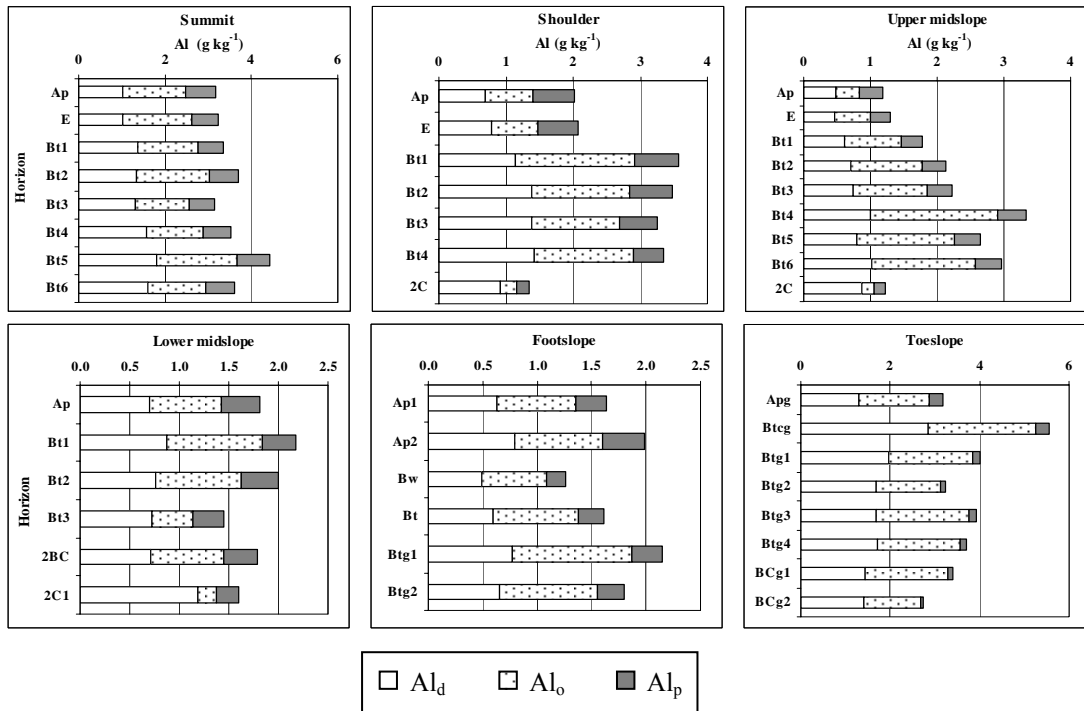 Summit
Al (g kg⁻¹)
0 2 4 6
Horizon
Ap
E
Bt1
Bt2
Bt3
Bt4
Bt5
Bt6
Shoulder
Al (g kg⁻¹)
0 1 2 3 4
Ap
E
Bt1
Bt2
Bt3
Bt4
2C
Upper midslope
Al (g kg⁻¹)
0 1 2 3 4
Ap
E
Bt1
Bt2
Bt3
Bt4
Bt5
Bt6
2C
Lower midslope
0.0 0.5 1.0 1.5 2.0 2.5
Horizon
Ap
Bt1
Bt2
Bt3
2BC
2C1
Footslope
0.0 0.5 1.0 1.5 2.0 2.5
Ap1
Ap2
Bw
Bt
Btg1
Btg2
Toeslope
0 2 4 6
Apg
Btcg
Btg1
Btg2
Btg3
Btg4
BCg1
BCg2
Al_d Al_o Al_p